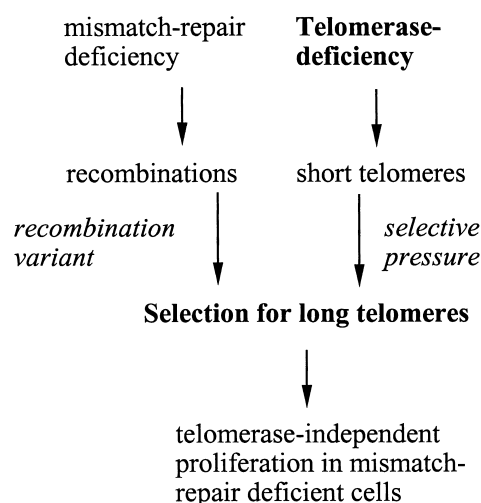 mismatch-repair
deficiency
Telomerase-
deficiency
recombinations
short telomeres
recombination
variant
selective
pressure
Selection for long telomeres
telomerase-independent
proliferation in mismatch-
repair deficient cells